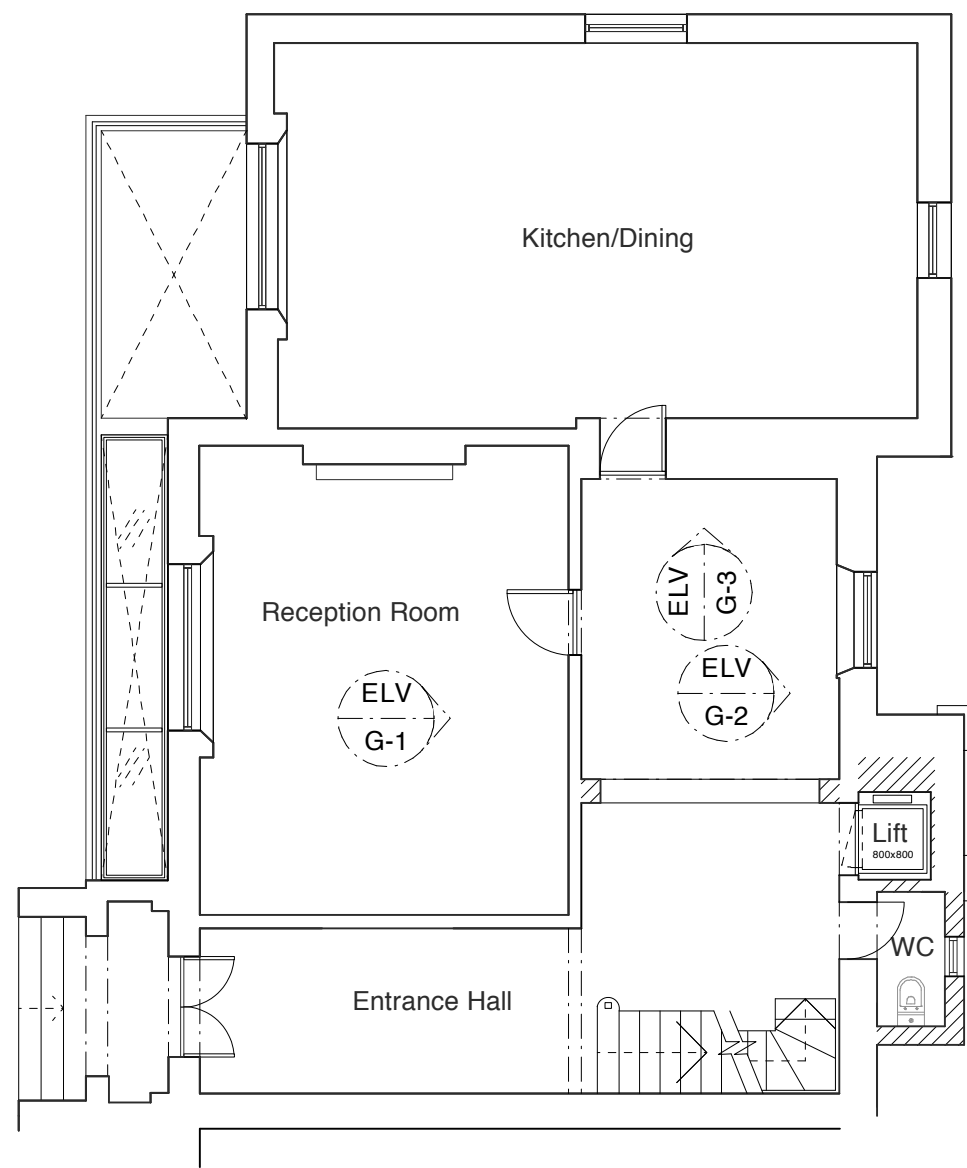 Kitchen/Dining
Reception Room
ELV
G-3
ELV
G-2
ELV
G-1
Lift
800x800
WC
Entrance Hall